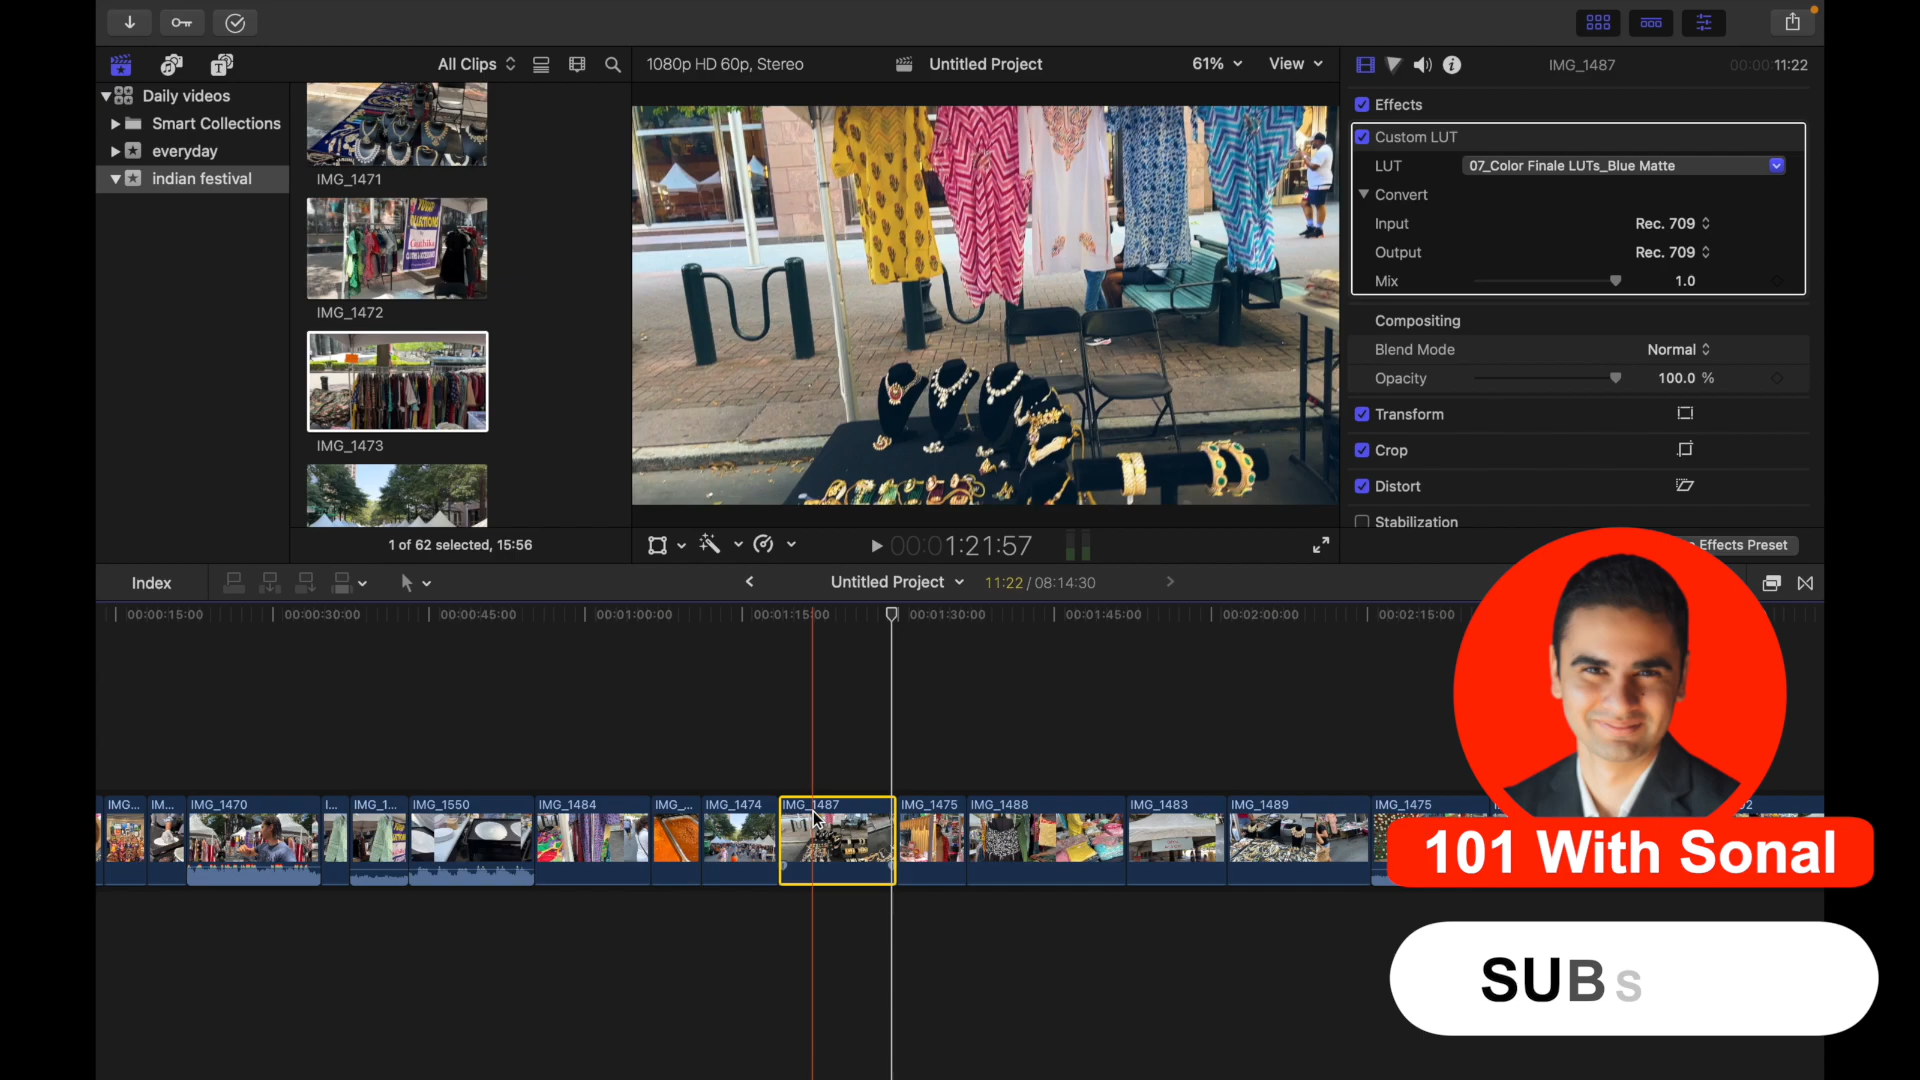 All Clips
1080p HD 60p, Stereo
Untitled Project
61%
View
IMG_1487
00:00:11:22
Daily videos
Smart Collections
everyday
indian festival
IMG_1471
IMG_1472
IMG_1473
1 of 62 selected, 15:56
00:01:21:57
Effects
Custom LUT
LUT
07_Color Finale LUTs_Blue Matte
Convert
Input
Rec. 709
Output
Rec. 709
Mix
1.0
Compositing
Blend Mode
Normal
Opacity
100.0 %
Transform
Crop
Distort
Stabilization
Effects Preset
Index
Untitled Project
11:22 / 08:14:30
00:00:15:00
00:00:30:00
00:00:45:00
00:01:00:00
00:01:15:00
00:01:30:00
00:01:45:00
00:02:00:00
00:02:15:00
IMG...
IM...
IMG_1470
I...
IMG_1...
IMG_1550
IMG_1484
IMG_...
IMG_1474
IMG_1487
IMG_1475
IMG_1488
IMG_1483
IMG_1489
IMG_1475
101 With Sonal
SUBs